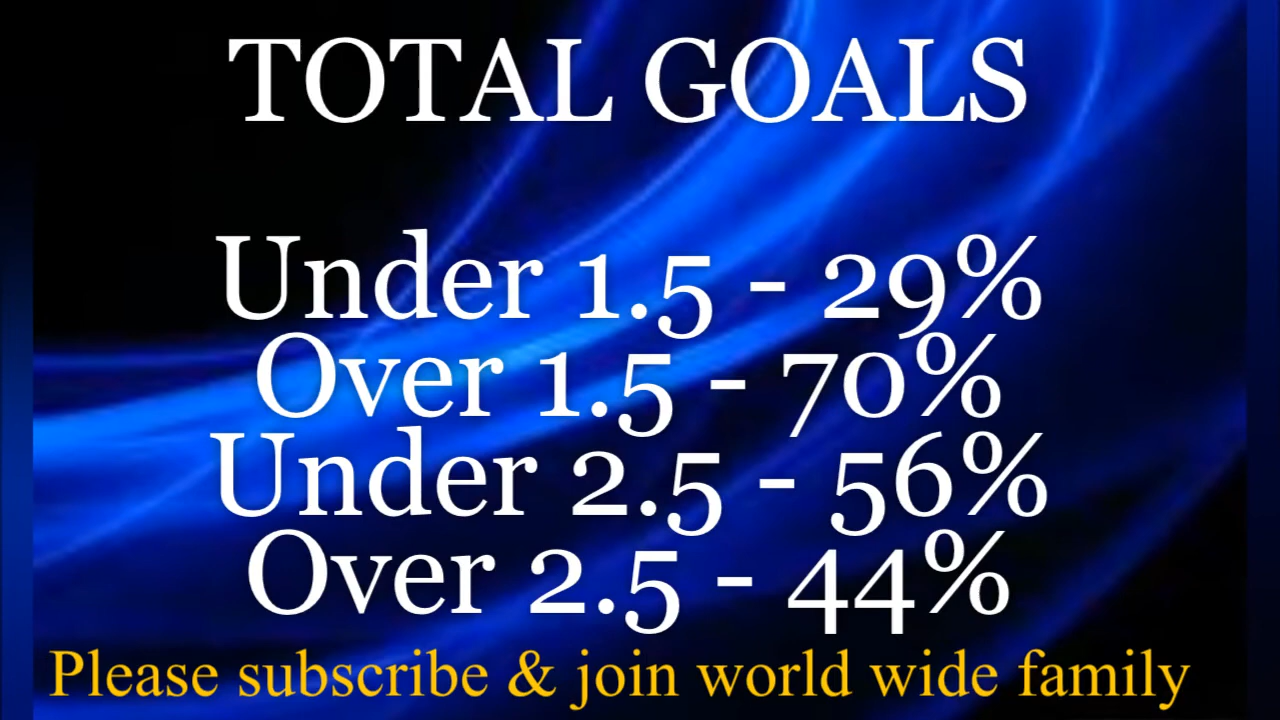 TOTAL GOALS
Under 1.5 - 29%
Over 1.5 - 70%
Under 2.5 - 56%
Over 2.5 - 44%
Please subscribe & join world wide family